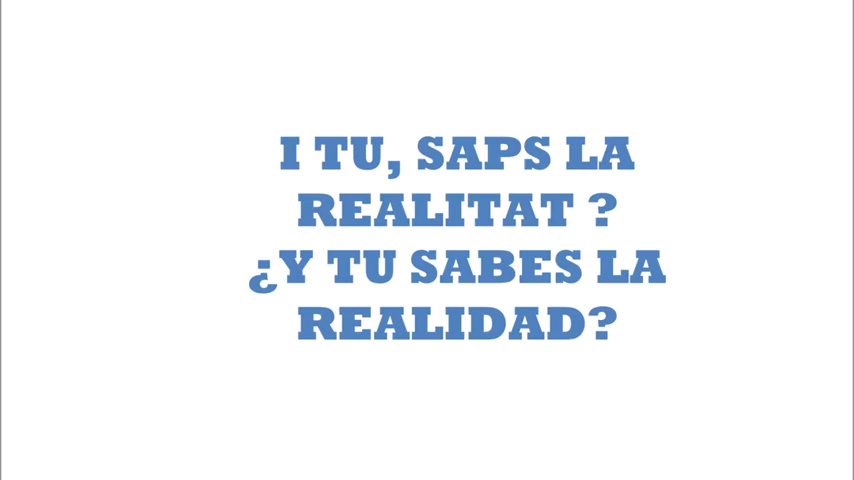 I TU, SAPS LA
REALITAT ?
¿Y TU SABES LA
REALIDAD?